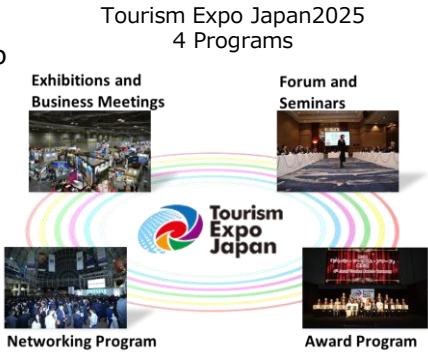 Tourism Expo Japan2025
4 Programs
Exhibitions and
Business Meetings
Forum and
Seminars
Tourism
Expo
Japan
Networking Program
Award Program